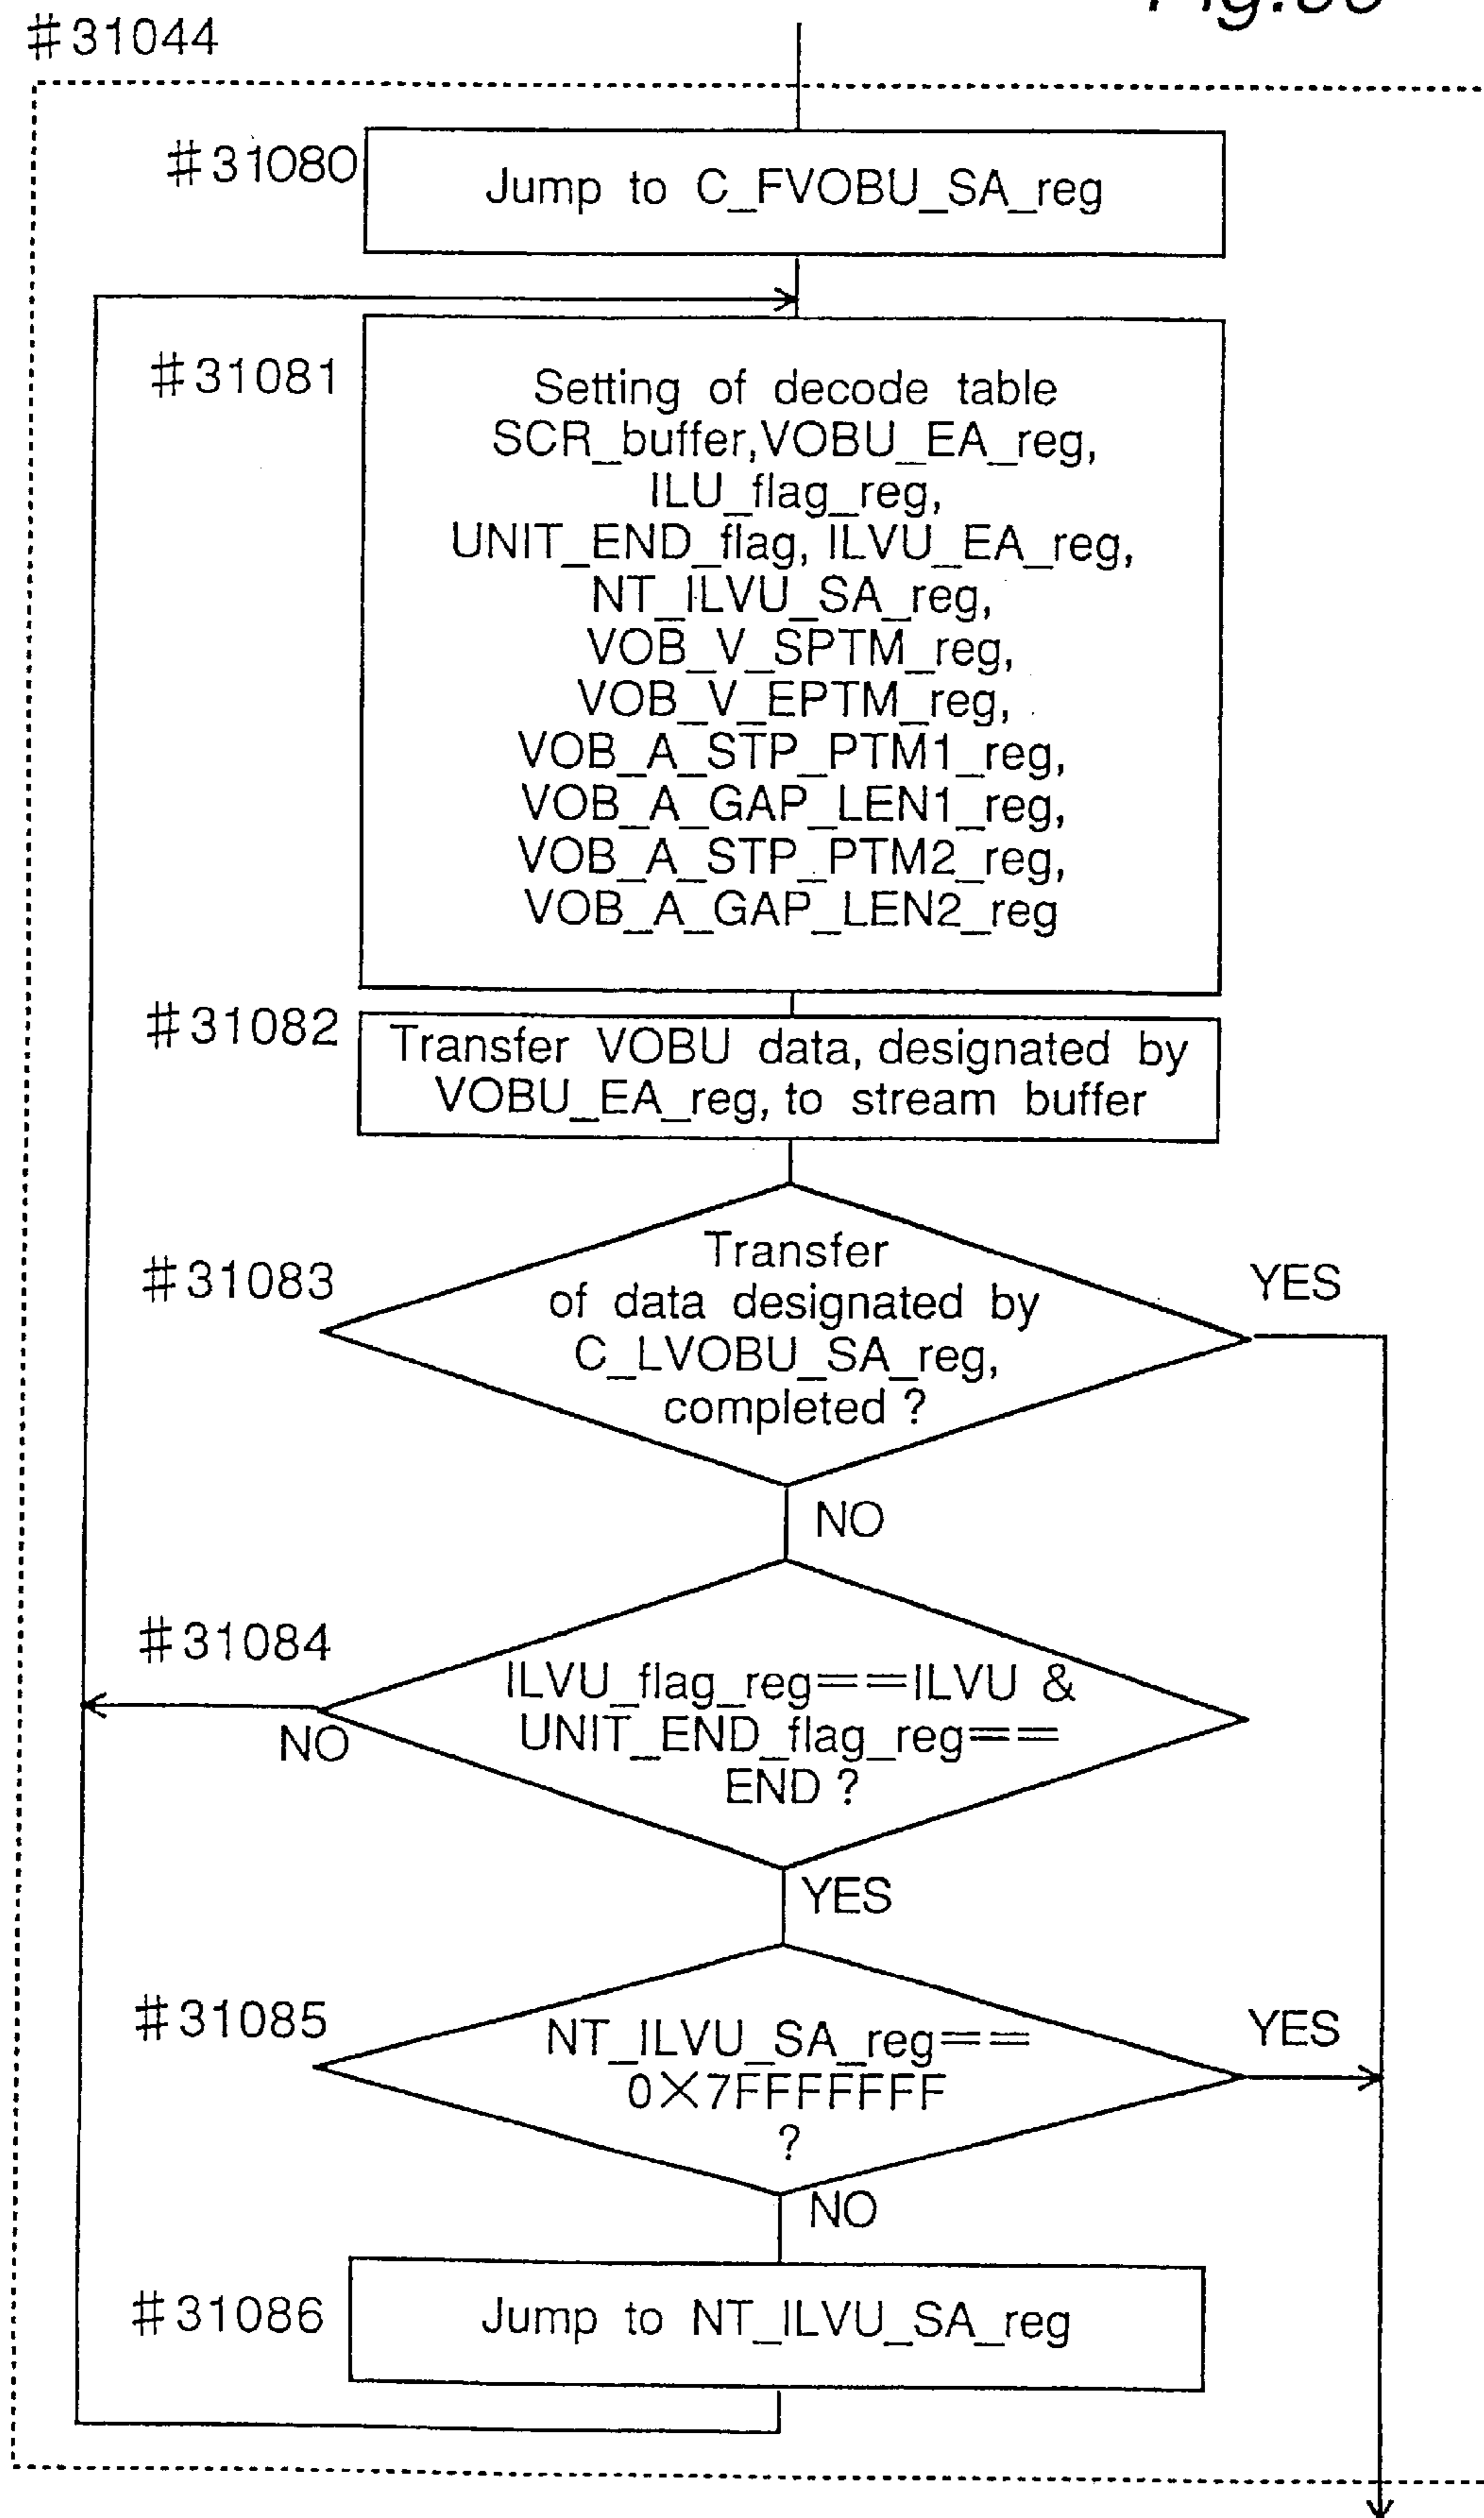 #31044
#31080
Jump to C_FVOBU_SA_reg
#31081
Setting of decode table
SCR_buffer,VOBU_EA_reg,
ILU_flag_reg,
UNIT_END_flag, ILVU_EA_reg,
NT_ILVU_SA_reg,
VOB_V_SPTM_reg,
VOB_V_EPTM_reg,
VOB_A_STP_PTM1_reg,
VOB_A_GAP_LEN1_reg,
VOB_A_STP_PTM2_reg,
VOB_A_GAP_LEN2_reg
#31082
Transfer VOBU data, designated by
VOBU_EA_reg, to stream buffer
#31083
Transfer
of data designated by
C_LVOBU_SA_reg,
completed ?
YES
NO
#31084
ILVU_flag_reg==ILVU &
UNIT_END_flag_reg==
END ?
NO
YES
#31085
NT_ILVU_SA_reg==
0X7FFFFFFF
?
YES
NO
#31086
Jump to NT_ILVU_SA_reg